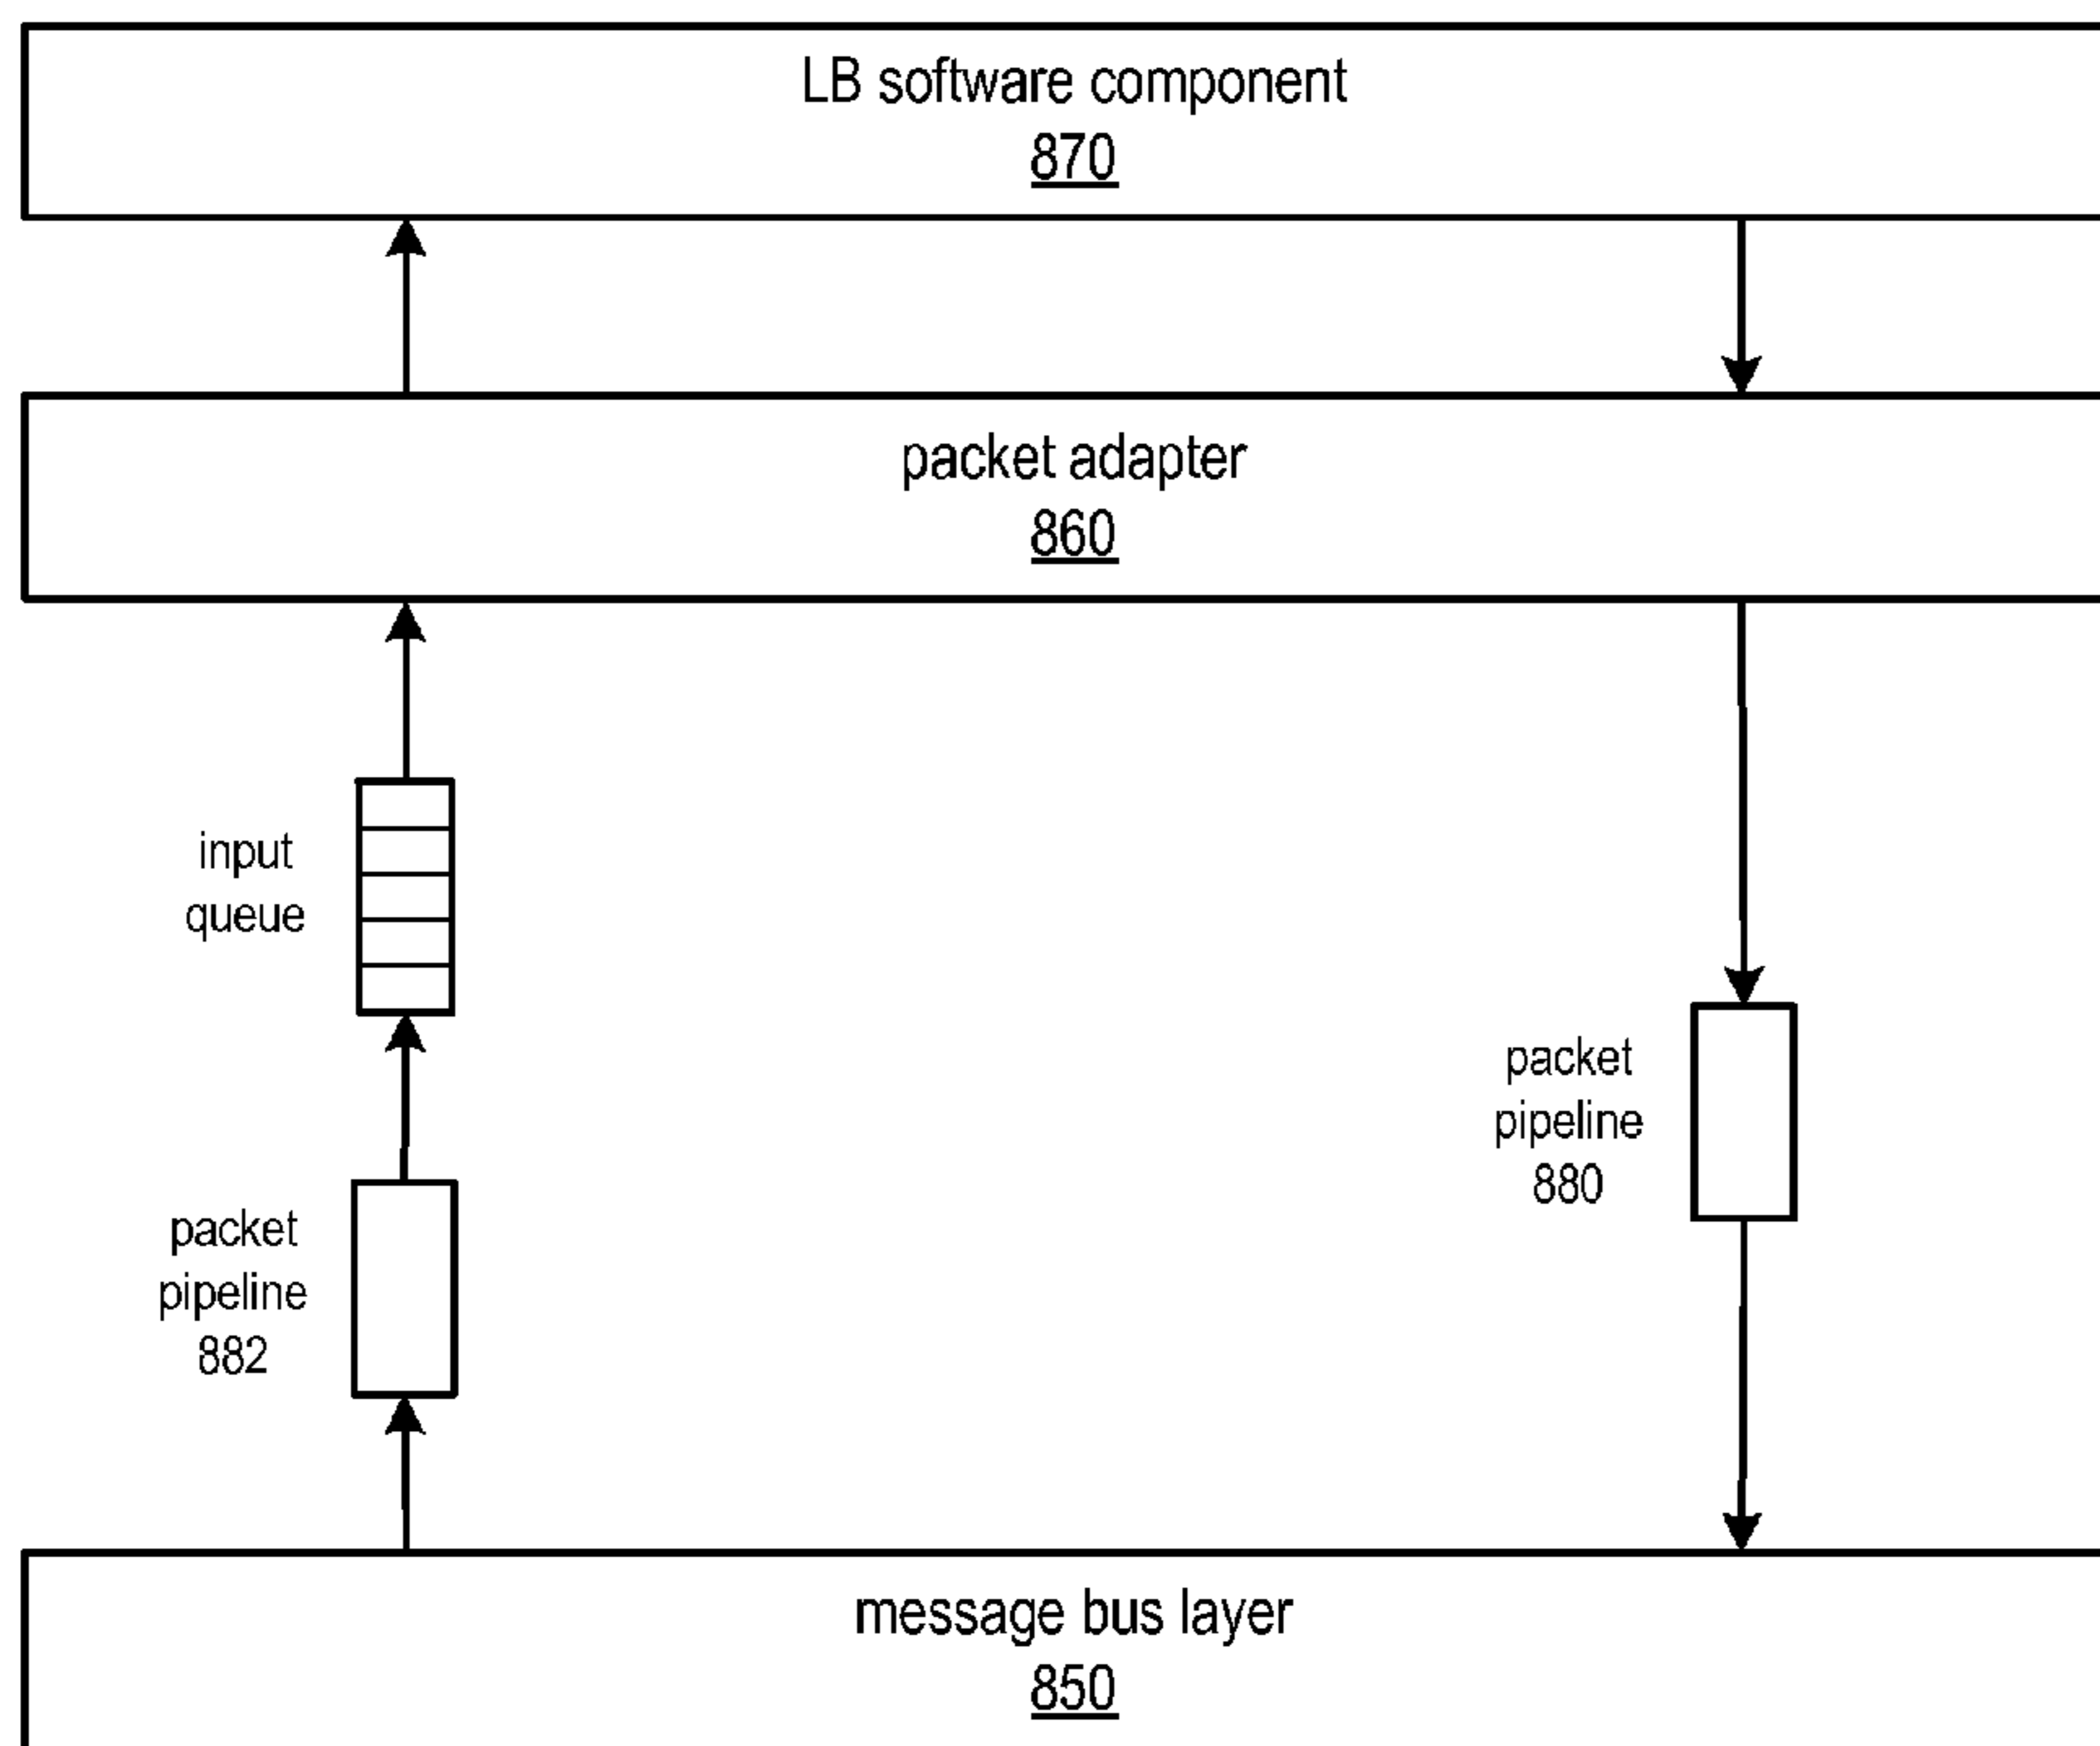 LB software component
870
packet adapter
860
input
queue
packet
pipeline
880
packet
pipeline
882
message bus layer
850